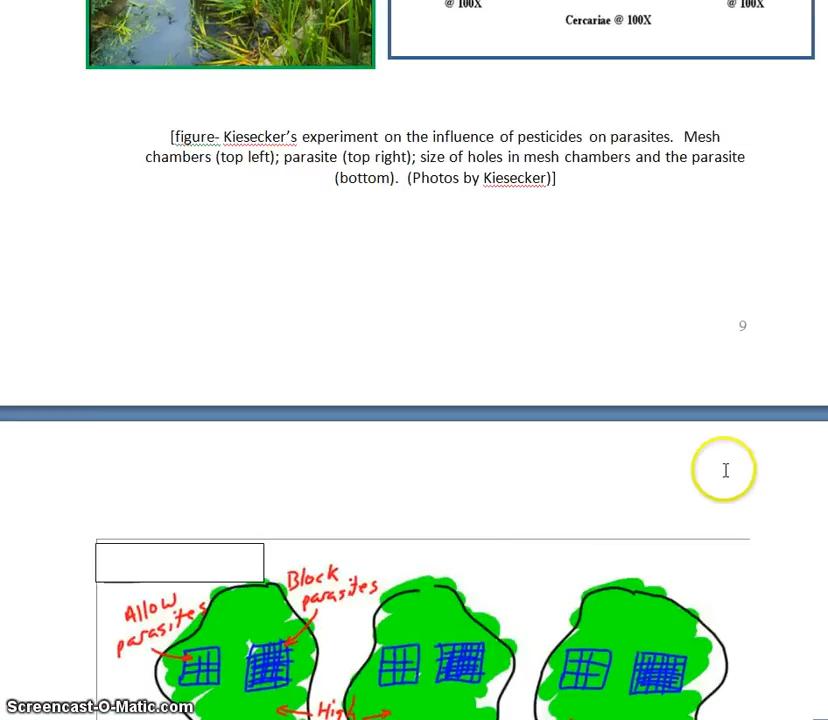 @ 100X
@ 100X
Cercariae @ 100X
[figure- Kiesecker's experiment on the influence of pesticides on parasites.  Mesh
chambers (top left); parasite (top right); size of holes in mesh chambers and the parasite
(bottom).  (Photos by Kiesecker)]
9
Allow
parasites
Block
parasites
High
Screencast-O-Matic.com